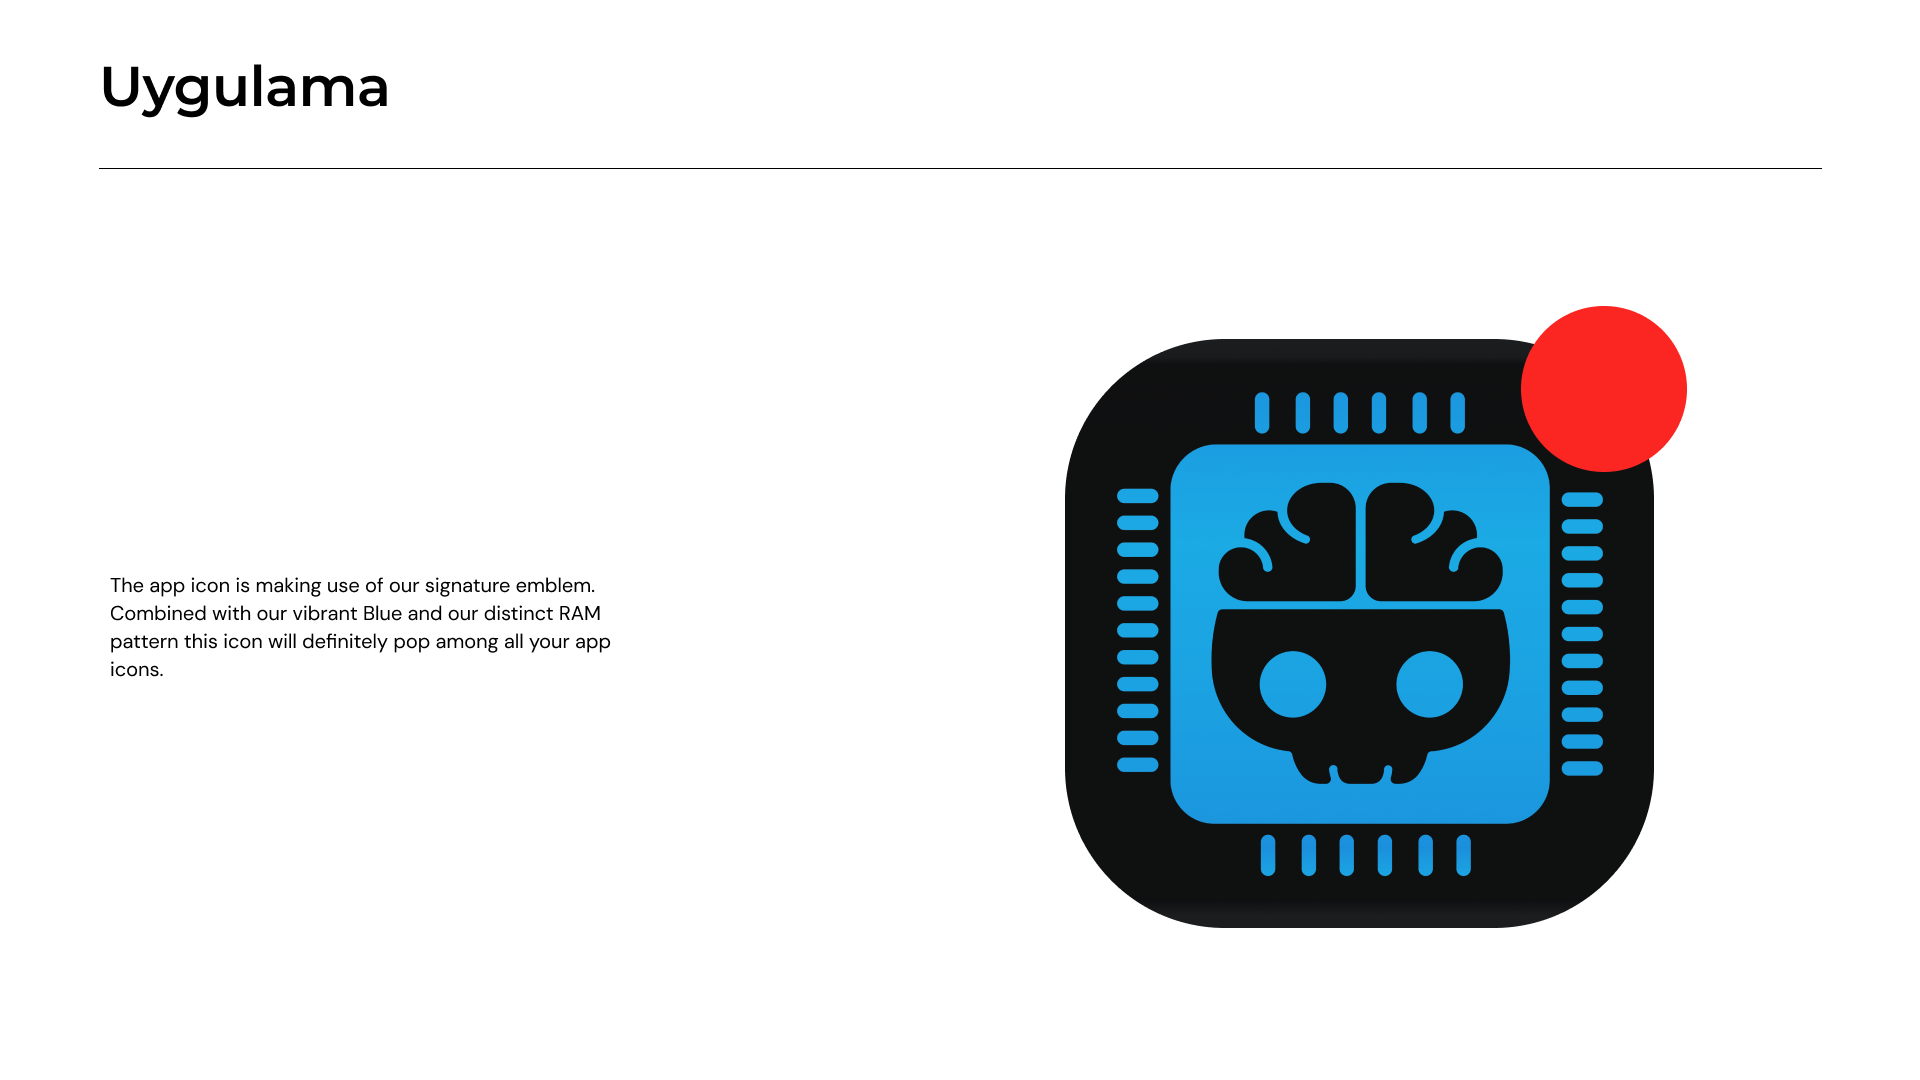 Uygulama
The app icon is making use of our signature emblem.
Combined with our vibrant Blue and our distinct RAM
pattern this icon will definitely pop among all your app
icons.